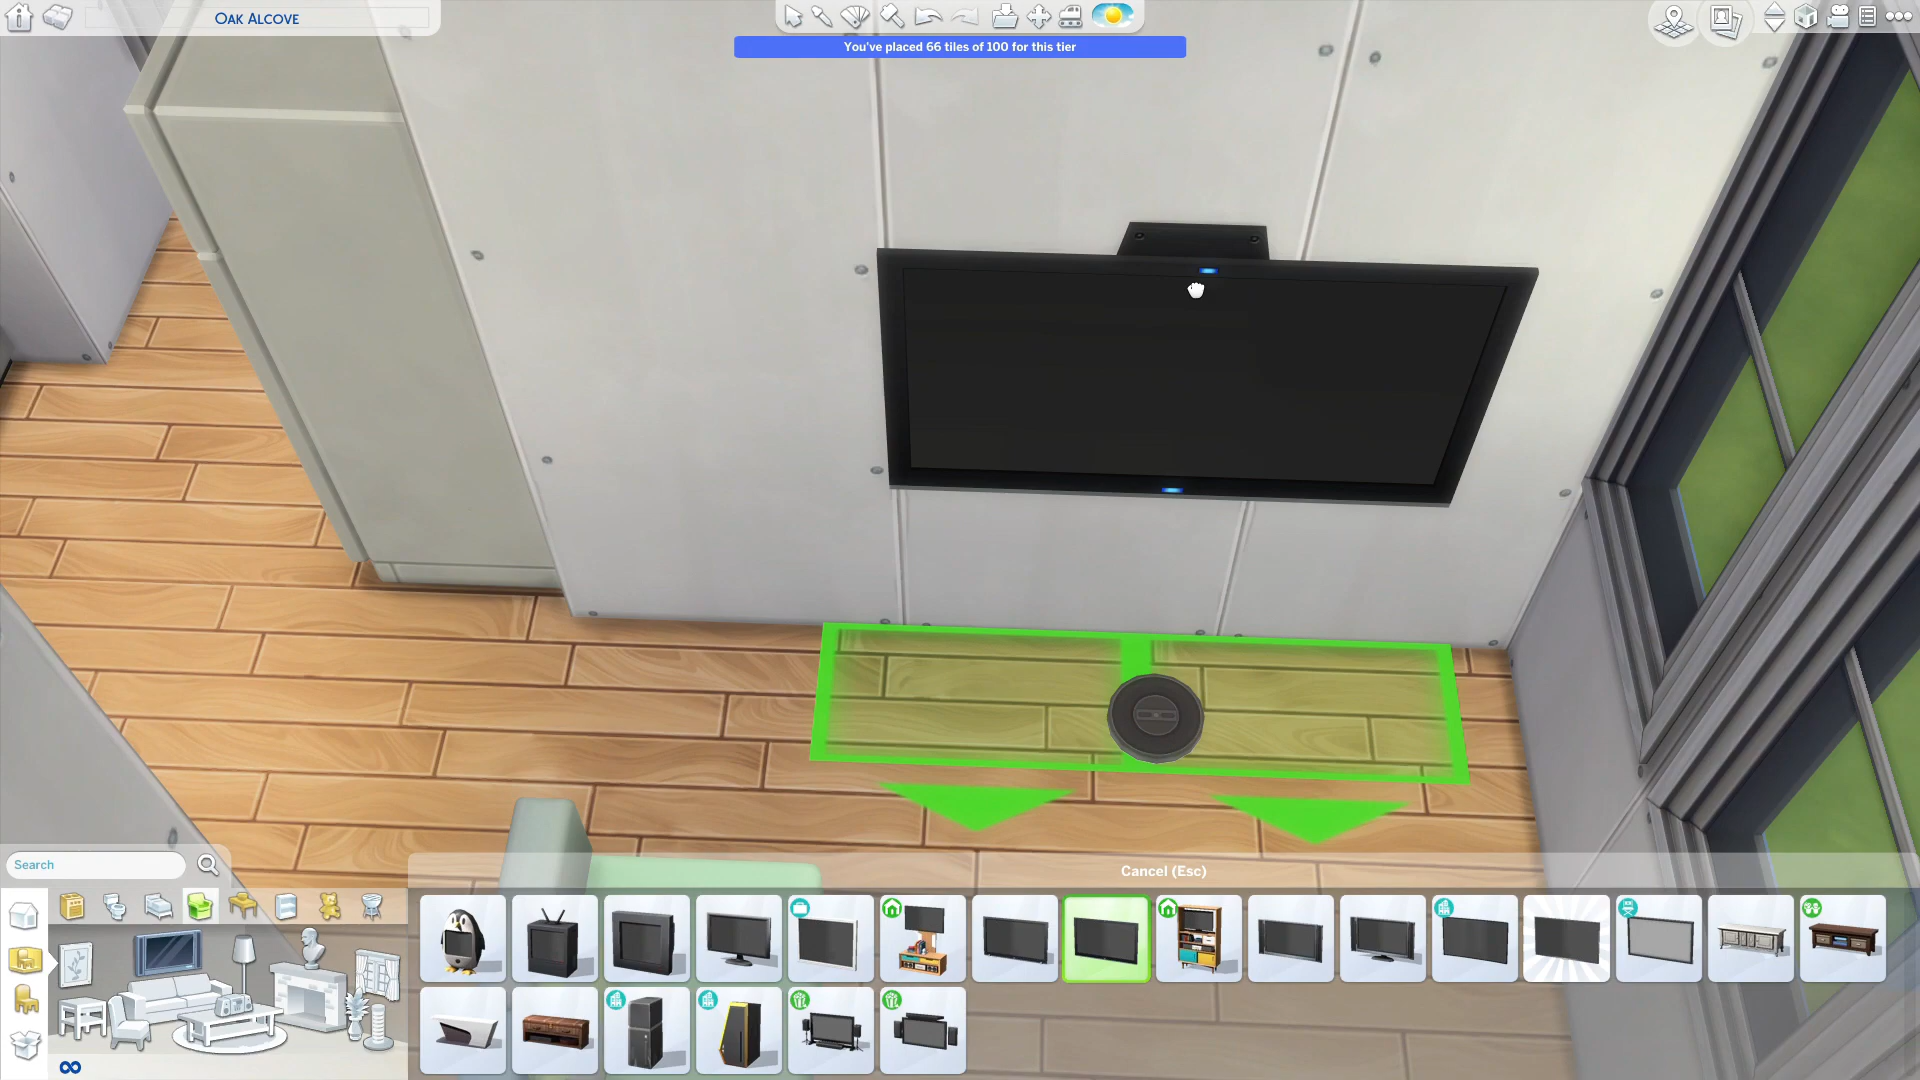 Oak Alcove
You've placed 66 tiles of 100 for this tier
Search
Cancel (Esc)